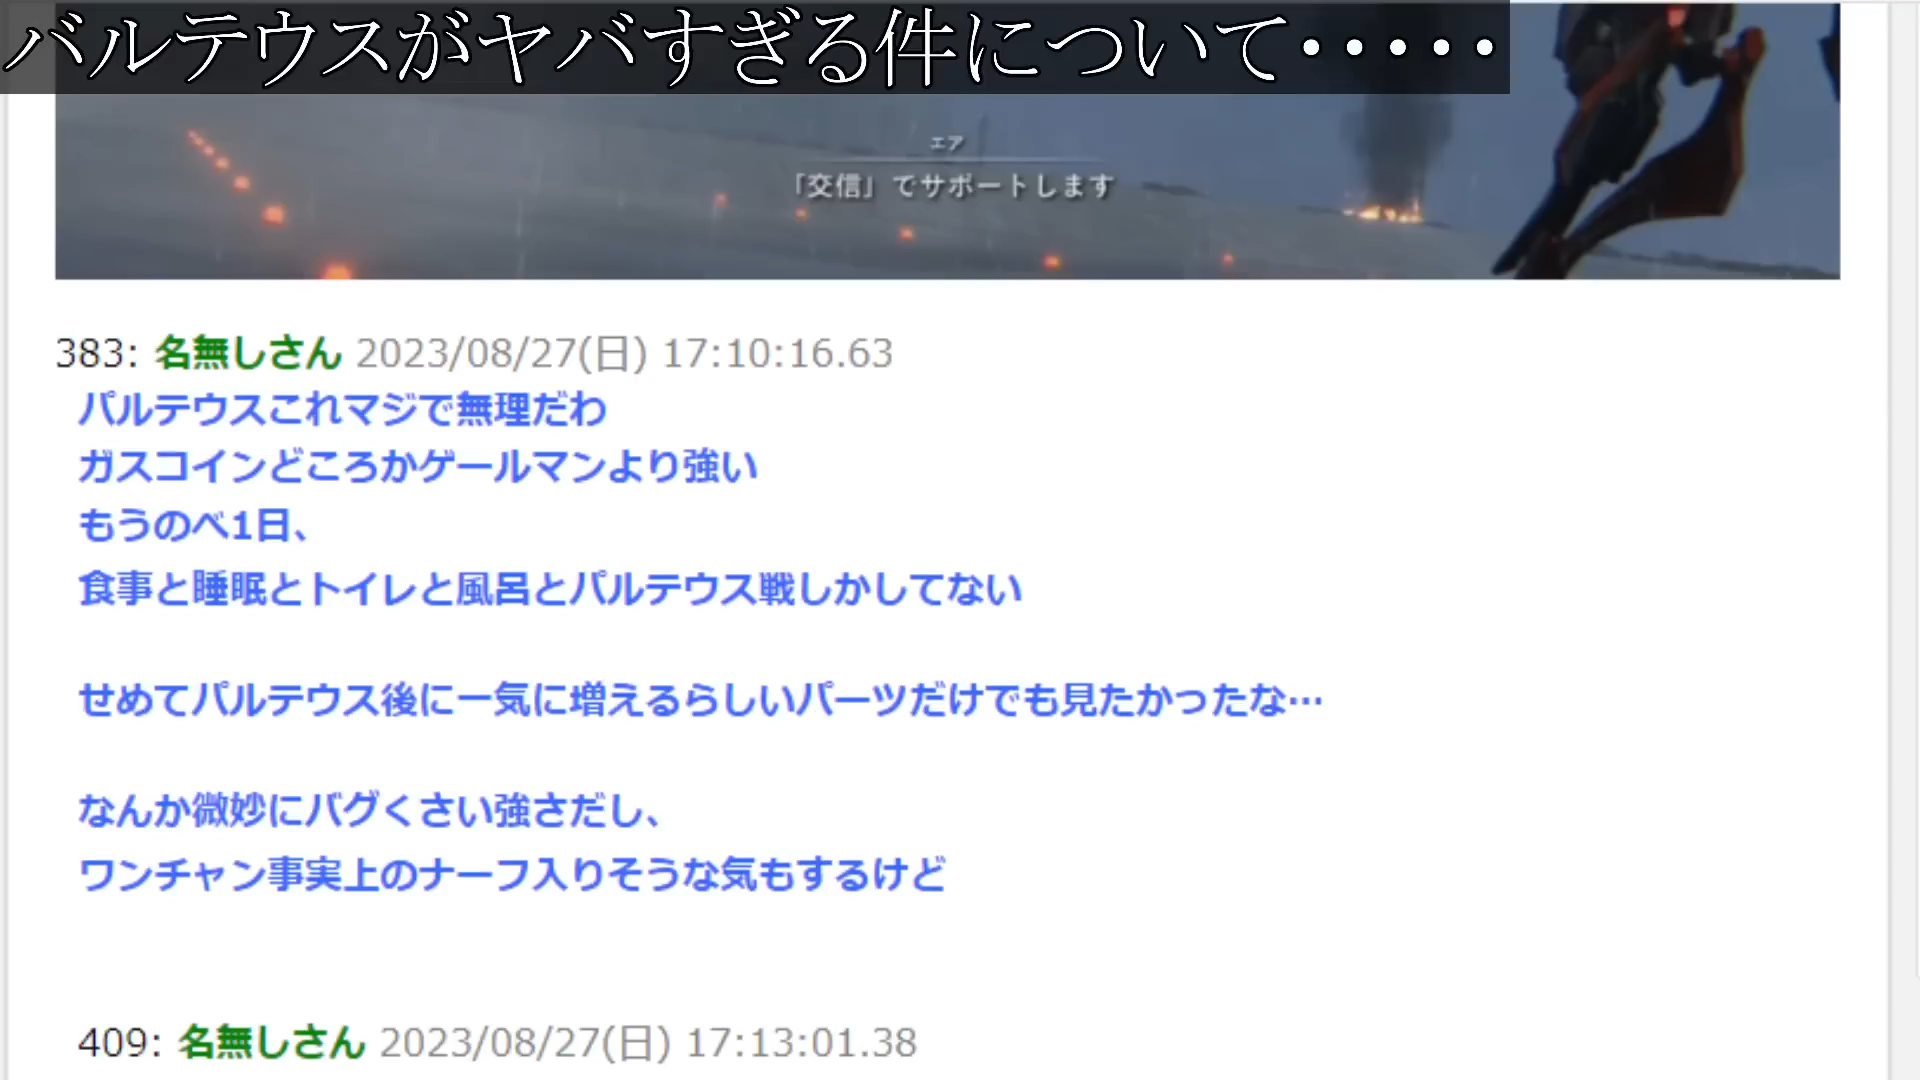 バルテウスがヤバすぎる件について・・・・・
エア
「交信」でサポートします
383: 名無しさん 2023/08/27(日) 17:10:16.63
バルテウスこれマジで無理だわ
ガスコインどころかゲールマンより強い
もうのべ1日、
食事と睡眠とトイレと風呂とバルテウス戦しかしてない
せめてバルテウス後に一気に増えるらしいパーツだけでも見たかったな…
なんか微妙にバグくさい強さだし、
ワンチャン事実上のナーフ入りそうな気もするけど
409: 名無しさん 2023/08/27(日) 17:13:01.38